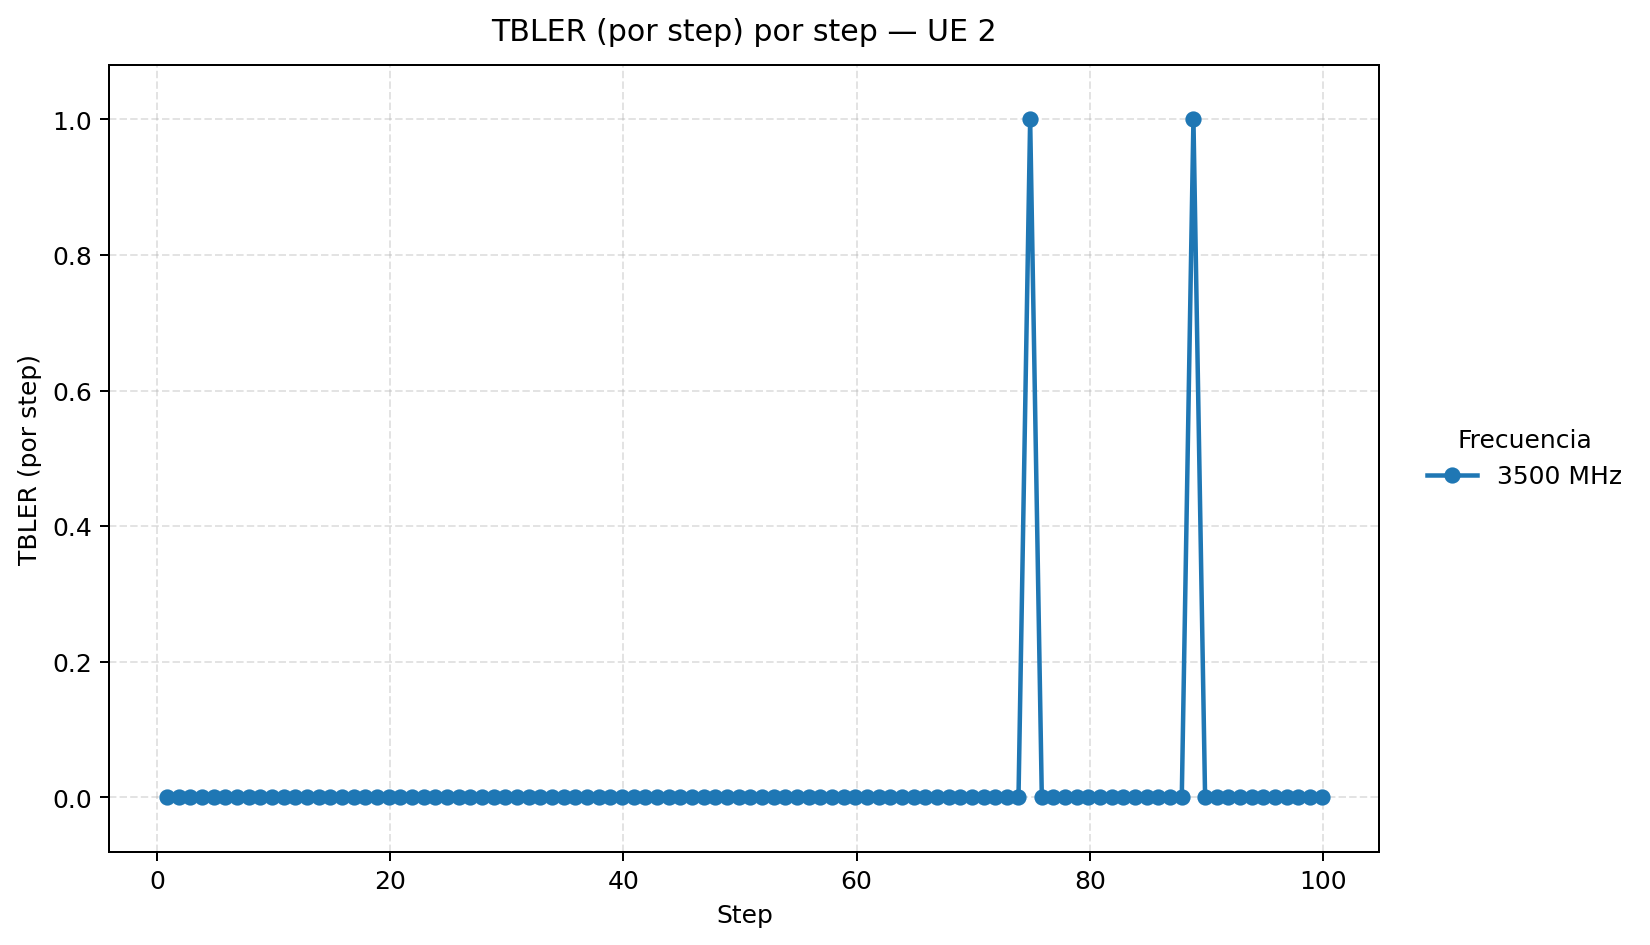 TBLER (por step) por step — UE 2
TBLER (por step)
1.0
0.8
0.6
0.4
0.2
0.0
0 20 40 60 80 100
Step
Frecuencia
3500 MHz